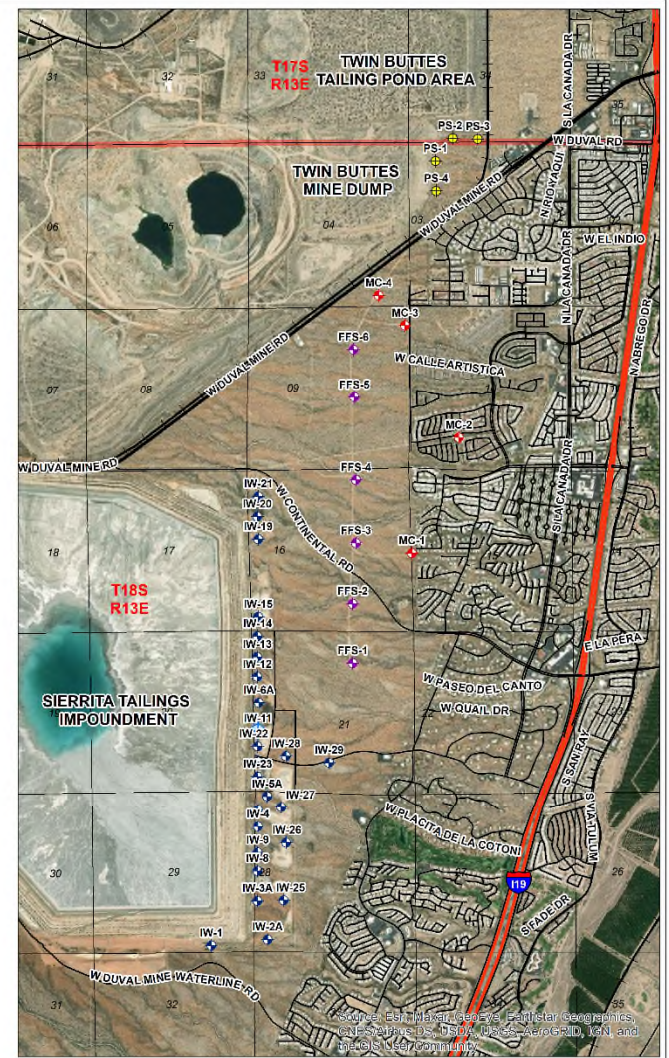 TWIN BUTTES
TAILING POND AREA
T17S
R13E
31
32
33
34
35
S LA CANADA DR
PS-2
PS-3
W DUVAL RD
PS-1
TWIN BUTTES
MINE DUMP
PS-4
N RIO YAQUI
W DUVAL MINE RD
06
05
04
03
02
W EL INDIO
N LA CANADA DR
MC-4
MC-3
N ABREGO DR
FFS-6
W DUVAL MINE RD
W CALLE ARTISTICA
07
08
09
FFS-5
MC-2
W DUVAL MINE RD
FFS-4
IW-21
IW-20
IW-19
W CONTINENTAL RD
S LA CANADA DR
FFS-3
MC-1
18
17
16
T18S
R13E
IW-15
FFS-2
IW-14
IW-13
IW-12
FFS-1
E LA PERA
W PASEO DEL CANTO
IW-6A
SIERRITA TAILINGS
IMPOUNDMENT
W QUAIL DR
IW-11
21
22
IW-22
IW-28
IW-29
S SAN RAY
IW-23
IW-5A
IW-27
S VIA TULUM
IW-4
IW-26
W PLACITA DE LA COTONI
IW-9
IW-8
30
29
28
27
26
I19
IW-3A
IW-25
S FADE DR
IW-1
IW-2A
W DUVAL MINE WATERLINE RD
31
32
33
34
35
Source: Esri, Maxar, GeoEye, Earthstar Geographics,
CNES/Airbus DS, USDA, USGS, AeroGRID, IGN, and
the GIS User Community